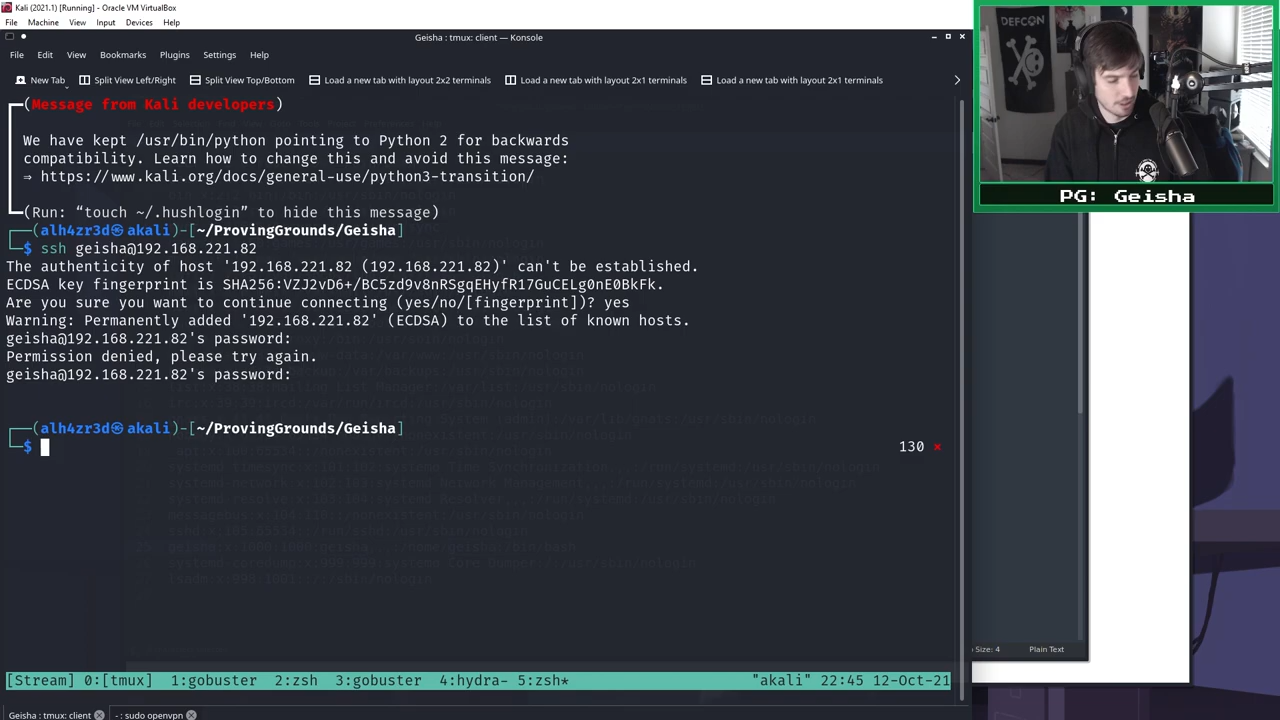 Kali (2021.1) [Running] - Oracle VM VirtualBox
File Machine View Input Devices Help
Geisha : tmux: client — Konsole
File Edit View Bookmarks Plugins Settings Help
New Tab Split View Left/Right Split View Top/Bottom Load a new tab with layout 2x2 terminals Load a new tab with layout 2x1 terminals Load a new tab with layout 2x1 terminals
(Message from Kali developers)
We have kept /usr/bin/python pointing to Python 2 for backwards
compatibility. Learn how to change this and avoid this message:
⇒ https://www.kali.org/docs/general-use/python3-transition/
(Run: “touch ~/.hushlogin” to hide this message)
(alh4zr3d㉿akali)-[~/ProvingGrounds/Geisha]
$ ssh geisha@192.168.221.82
The authenticity of host '192.168.221.82 (192.168.221.82)' can't be established.
ECDSA key fingerprint is SHA256:VZJ2vD6+/BC5zd9v8nRSgqEHyfR17GuCELg0nE0BkFk.
Are you sure you want to continue connecting (yes/no/[fingerprint])? yes
Warning: Permanently added '192.168.221.82' (ECDSA) to the list of known hosts.
geisha@192.168.221.82's password:
Permission denied, please try again.
geisha@192.168.221.82's password:
(alh4zr3d㉿akali)-[~/ProvingGrounds/Geisha]
$ 130 ×
[Stream] 0:[tmux] 1:gobuster 2:zsh 3:gobuster 4:hydra- 5:zsh* "akali" 22:45 12-Oct-21
Geisha : tmux: client - : sudo openvpn
DEFCON
PG: Geisha
Size: 4 Plain Text